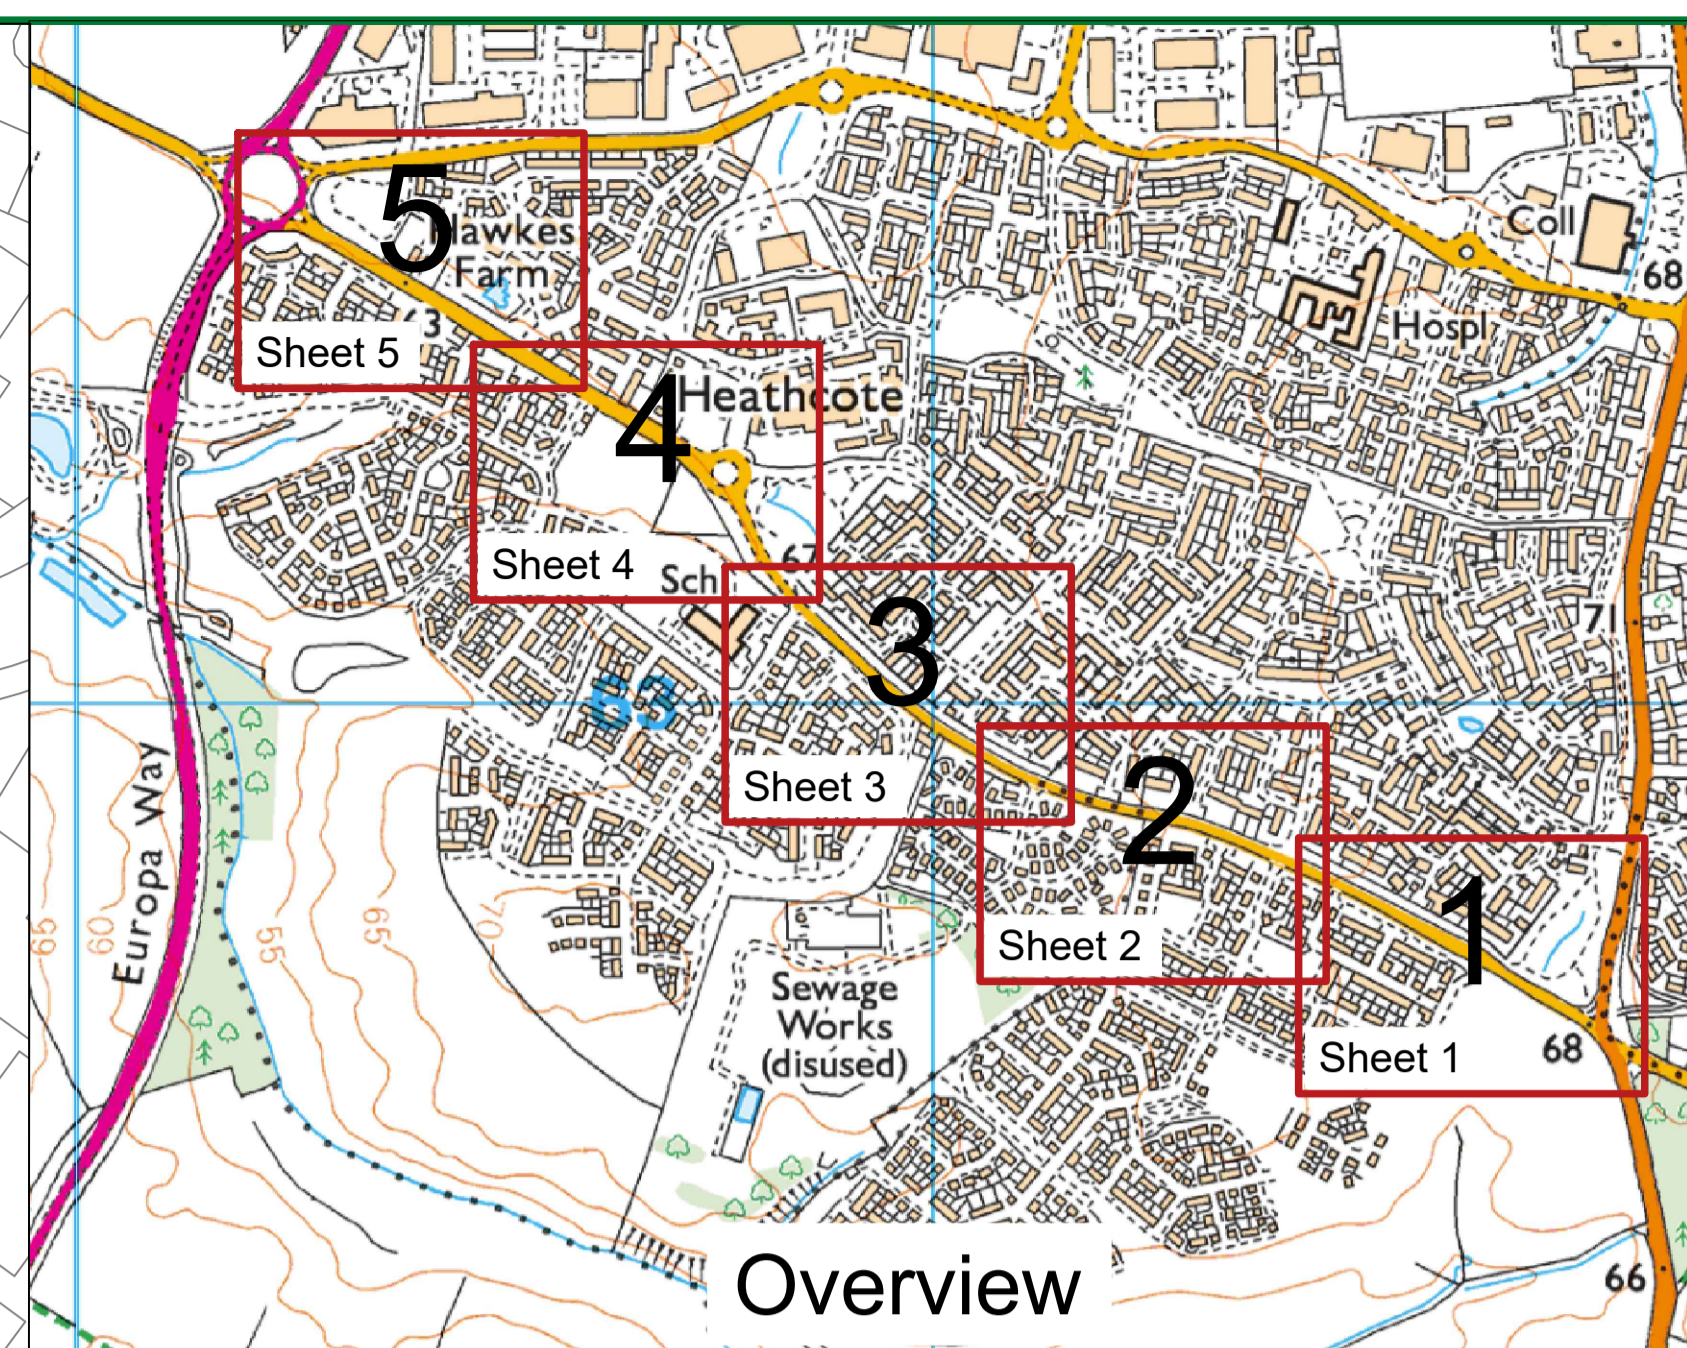 5
Hawkes
Farm
63
Sheet 5
Coll
68
Hospl
4
Heathcote
Sheet 4
67
Sch
3
71
63
Sheet 3
2
Sheet 2
1
Sheet 1
68
Europa Way
60
55
65
70
Sewage
Works
(disused)
66
Overview